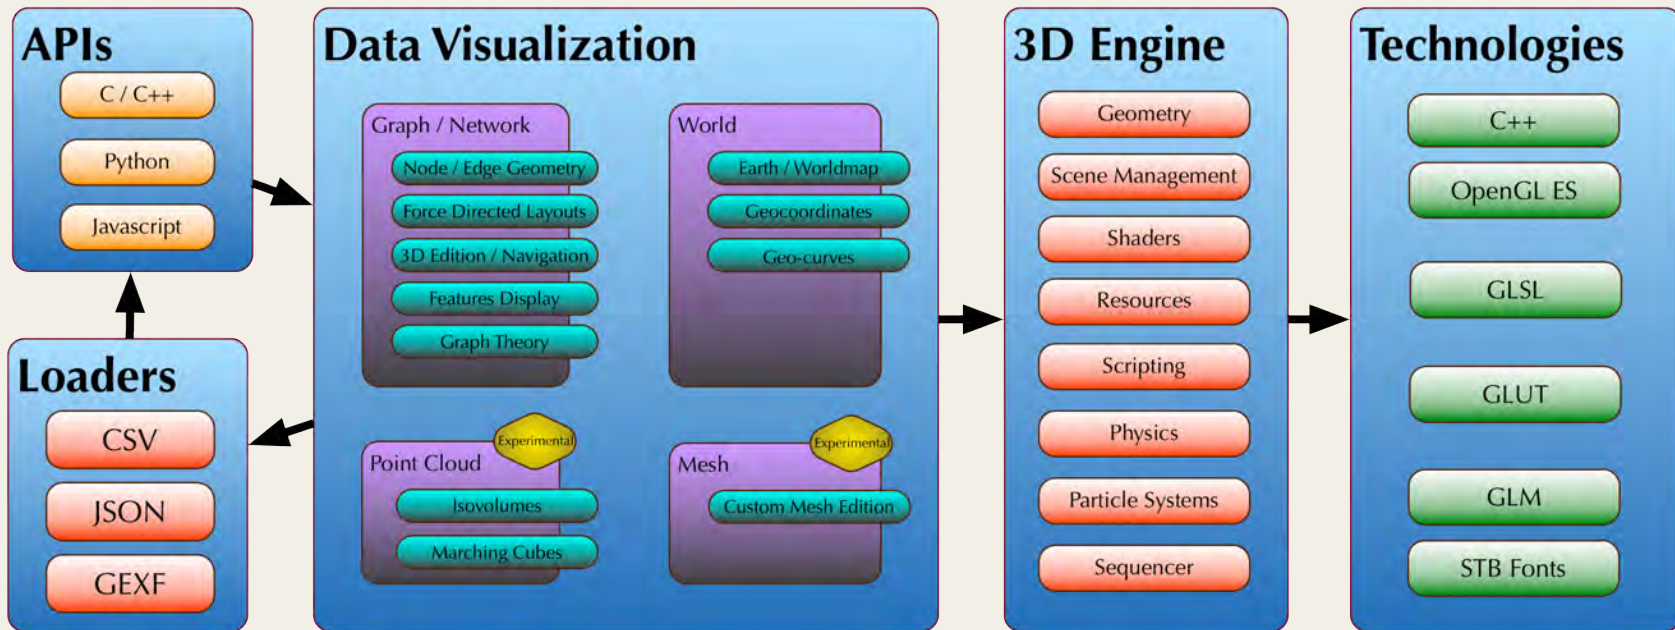 APIs
C / C++
Python
Javascript
Loaders
CSV
JSON
GEXF
Data Visualization
Graph / Network
Node / Edge Geometry
Force Directed Layouts
3D Edition / Navigation
Features Display
Graph Theory
World
Earth / Worldmap
Geocoordinates
Geo-curves
Experimental
Point Cloud
Isovolumes
Marching Cubes
Experimental
Mesh
Custom Mesh Edition
3D Engine
Geometry
Scene Management
Shaders
Resources
Scripting
Physics
Particle Systems
Sequencer
Technologies
C++
OpenGL ES
GLSL
GLUT
GLM
STB Fonts